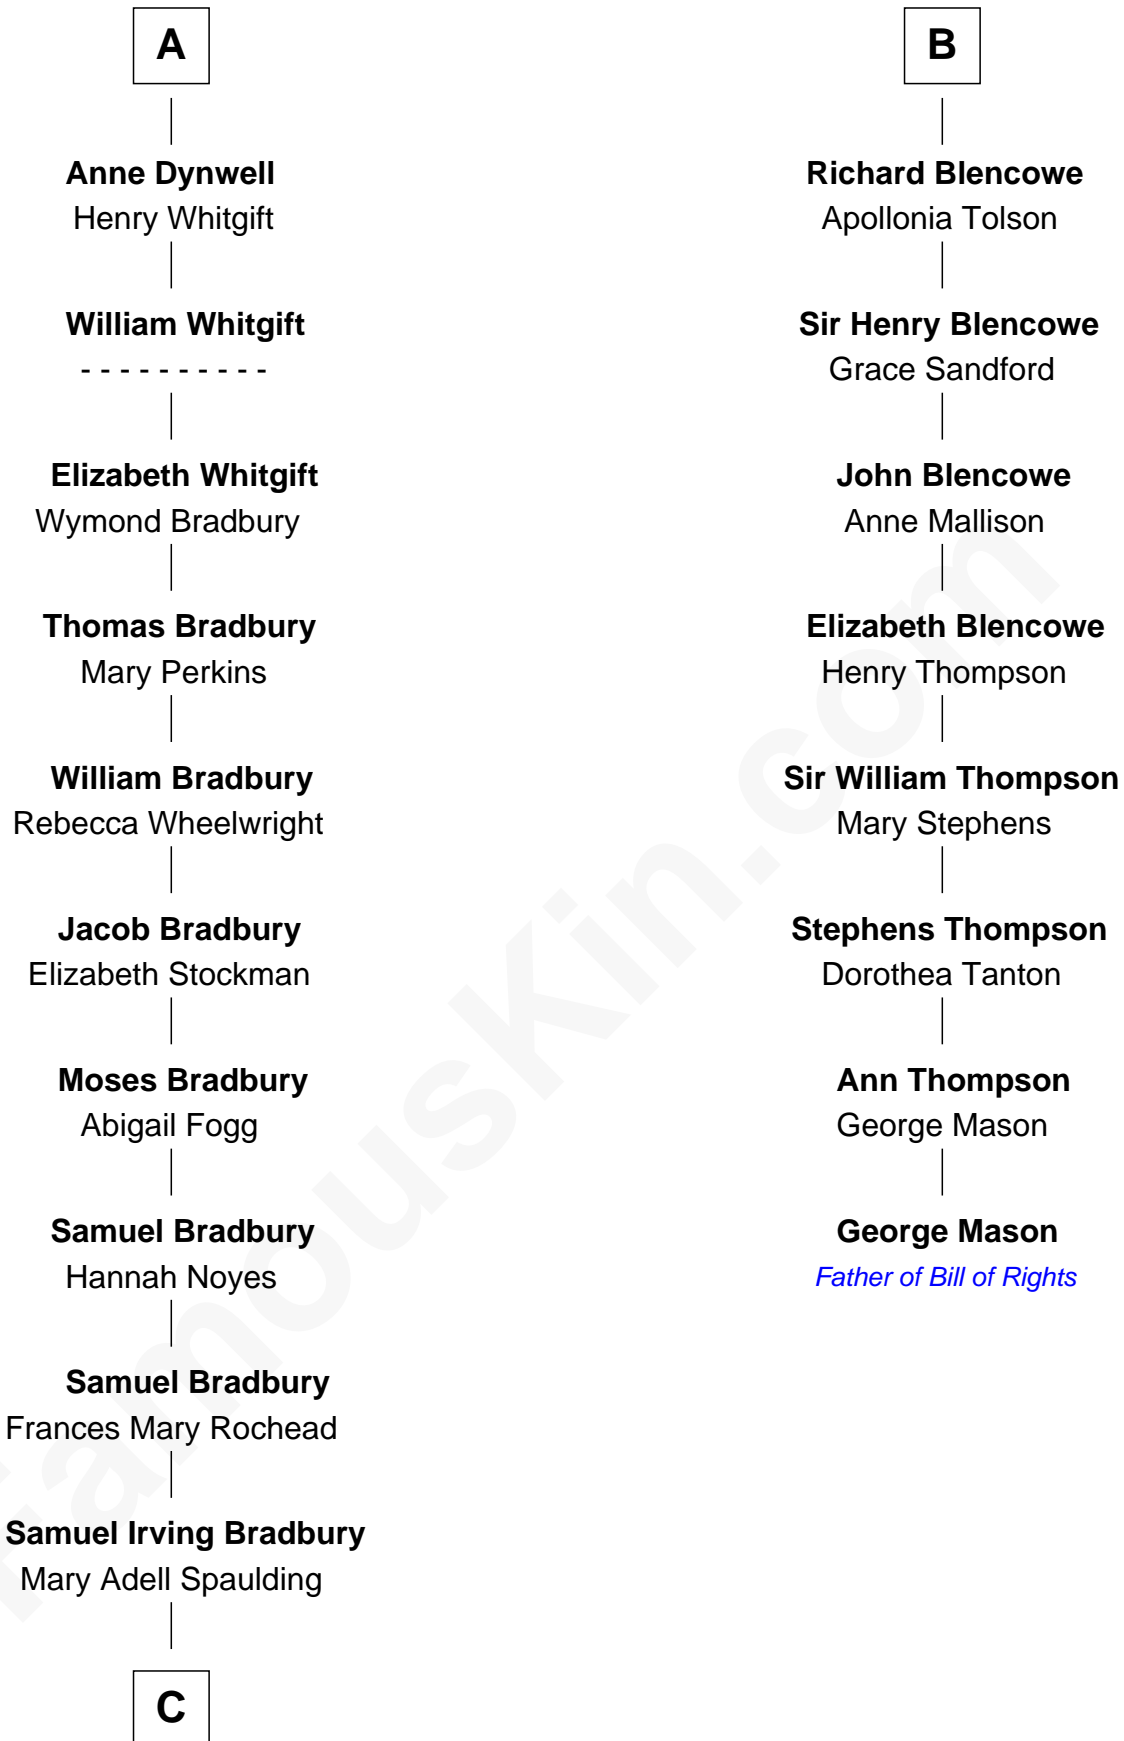 A
Anne Dynwell
Henry Whitgift
William Whitgift
- - - - - - - - - -
Elizabeth Whitgift
Wymond Bradbury
Thomas Bradbury
Mary Perkins
William Bradbury
Rebecca Wheelwright
Jacob Bradbury
Elizabeth Stockman
Moses Bradbury
Abigail Fogg
Samuel Bradbury
Hannah Noyes
Samuel Bradbury
Frances Mary Rochead
Samuel Irving Bradbury
Mary Adell Spaulding
C
B
Richard Blencowe
Apollonia Tolson
Sir Henry Blencowe
Grace Sandford
John Blencowe
Anne Mallison
Elizabeth Blencowe
Henry Thompson
Sir William Thompson
Mary Stephens
Stephens Thompson
Dorothea Tanton
Ann Thompson
George Mason
George Mason
Father of Bill of Rights
FamousKin.com